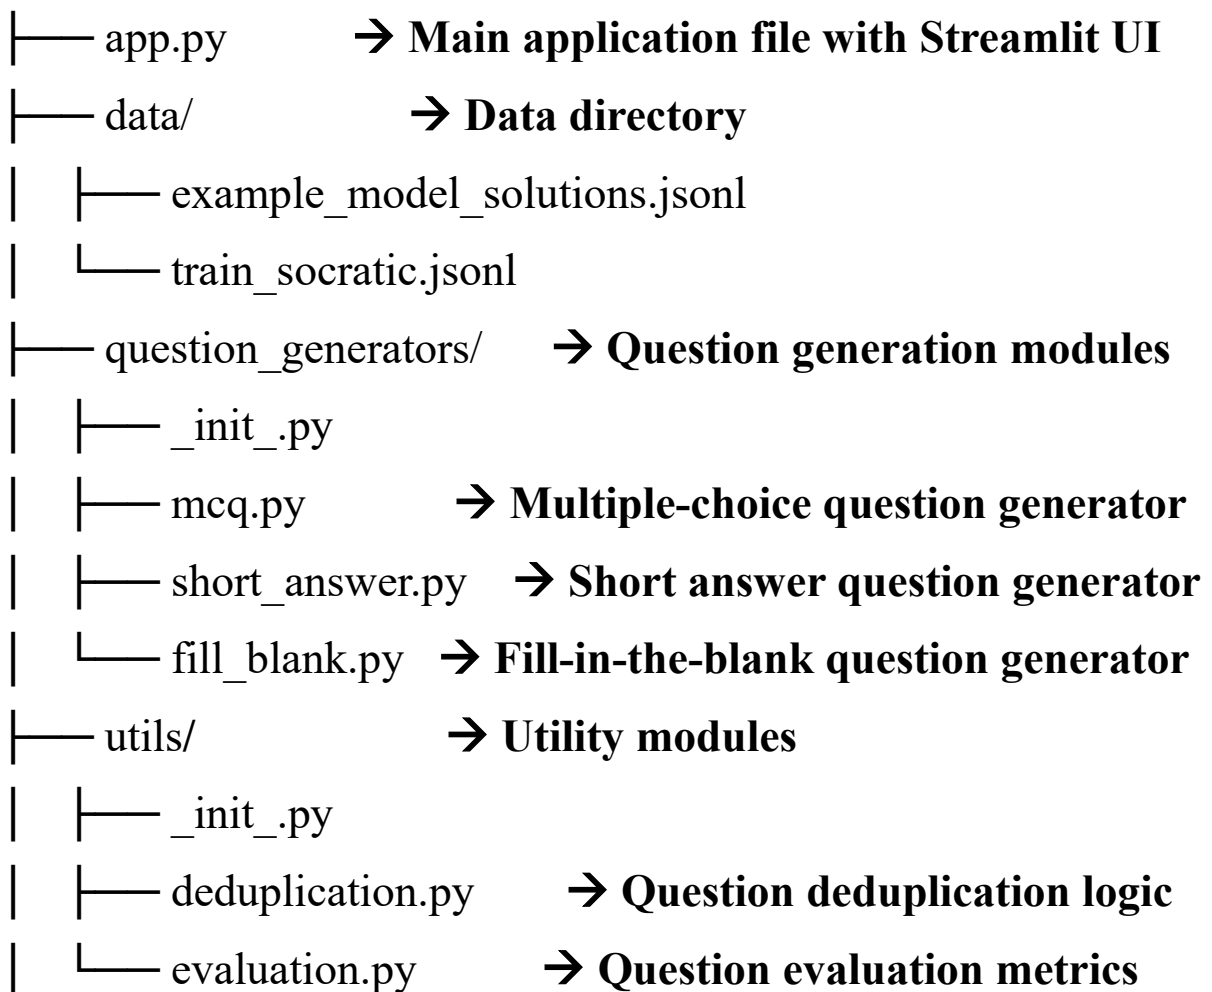 ├── app.py → Main application file with Streamlit UI
├── data/ → Data directory
│ ├── example_model_solutions.jsonl
│ └── train_socratic.jsonl
├── question_generators/ → Question generation modules
│ ├── _init_.py
│ ├── mcq.py → Multiple-choice question generator
│ ├── short_answer.py → Short answer question generator
│ └── fill_blank.py → Fill-in-the-blank question generator
├── utils/ → Utility modules
│ ├── _init_.py
│ ├── deduplication.py → Question deduplication logic
│ └── evaluation.py → Question evaluation metrics